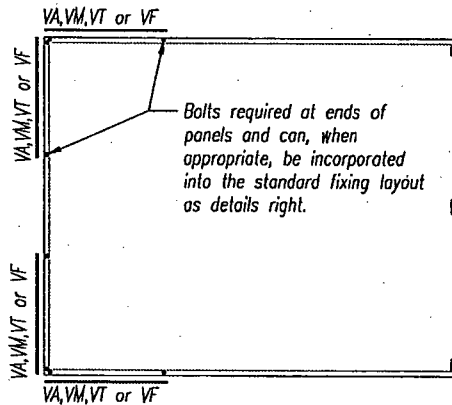 VA,VM,VT or VF
VA,VM,VT or VF
Bolts required at ends of
panels and can, when
appropriate, be incorporated
into the standard fixing layout
as details right.
VA,VM,VT or VF
VA,VM,VT or VF